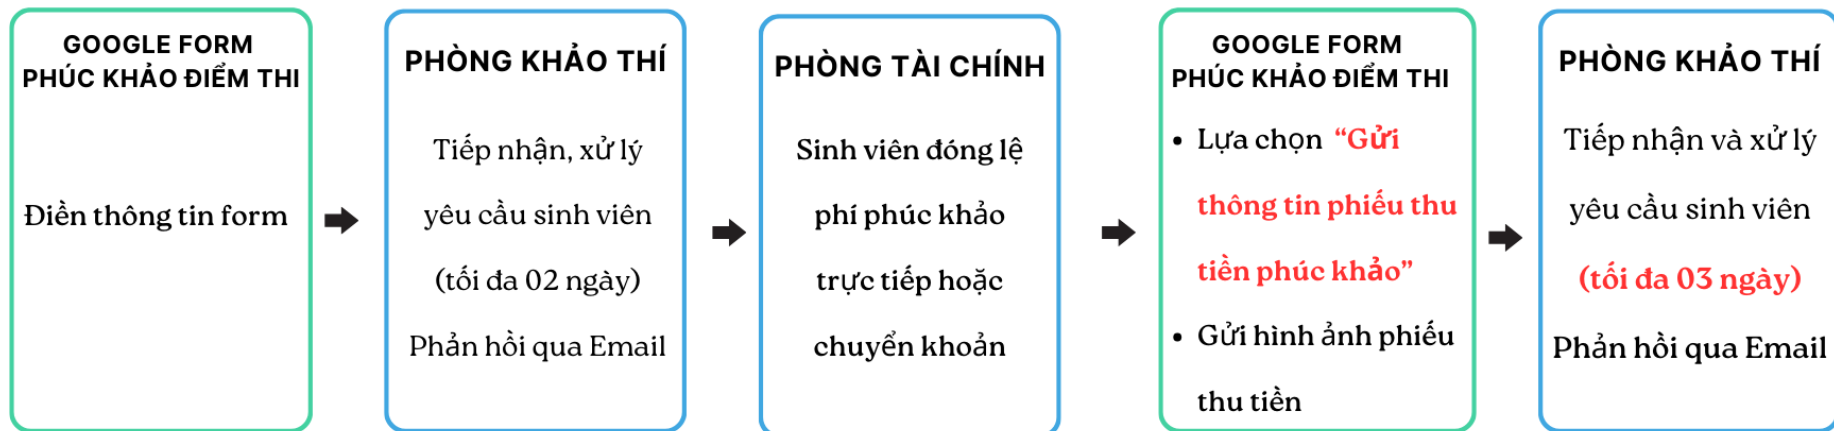 GOOGLE FORM
PHÚC KHẢO ĐIỂM THI
Điền thông tin form
PHÒNG KHẢO THÍ
Tiếp nhận, xử lý
yêu cầu sinh viên
(tối đa 02 ngày)
Phản hồi qua Email
PHÒNG TÀI CHÍNH
Sinh viên đóng lệ
phí phúc khảo
trực tiếp hoặc
chuyển khoản
GOOGLE FORM
PHÚC KHẢO ĐIỂM THI
• Lựa chọn “Gửi
thông tin phiếu thu
tiền phúc khảo”
• Gửi hình ảnh phiếu
thu tiền
PHÒNG KHẢO THÍ
Tiếp nhận và xử lý
yêu cầu sinh viên
(tối đa 03 ngày)
Phản hồi qua Email